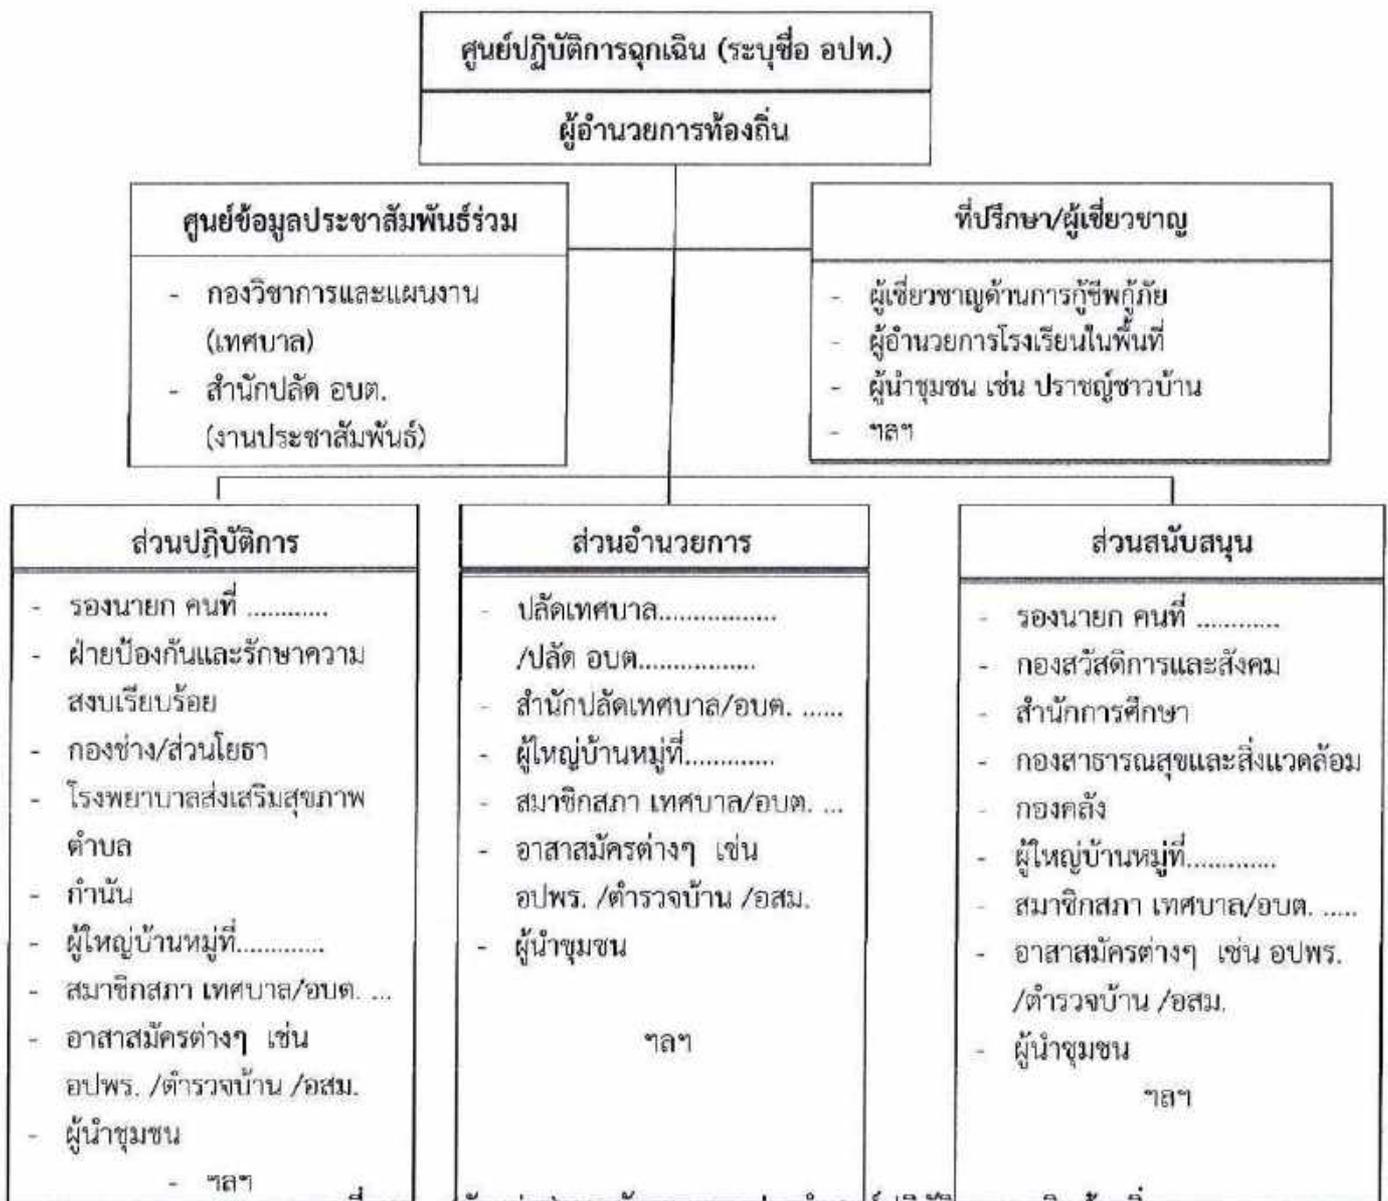 ศูนย์ปฏิบัติการฉุกเฉิน (ระบุชื่อ อปท.)
ผู้อำนวยการท้องถิ่น
ศูนย์ข้อมูลประชาสัมพันธ์ร่วม
- กองวิชาการและแผนงาน
(เทศบาล)
- สำนักปลัด อบต.
(งานประชาสัมพันธ์)
ที่ปรึกษา/ผู้เชี่ยวชาญ
- ผู้เชี่ยวชาญด้านการกู้ชีพกู้ภัย
- ผู้อำนวยการโรงเรียนในพื้นที่
- ผู้นำชุมชน เช่น ปราชญ์ชาวบ้าน
- ฯลฯ
ส่วนปฏิบัติการ
- รองนายก คนที่ ............
- ฝ่ายป้องกันและรักษาความ
สงบเรียบร้อย
- กองช่าง/ส่วนโยธา
- โรงพยาบาลส่งเสริมสุขภาพ
ตำบล
- กำนัน
- ผู้ใหญ่บ้านหมู่ที่.............
- สมาชิกสภา เทศบาล/อบต. ...
- อาสาสมัครต่างๆ เช่น
อปพร. /ตำรวจบ้าน /อสม.
- ผู้นำชุมชน
- ฯลฯ
ส่วนอำนวยการ
- ปลัดเทศบาล.................
/ปลัด อบต.................
- สำนักปลัดเทศบาล/อบต. ......
- ผู้ใหญ่บ้านหมู่ที่.............
- สมาชิกสภา เทศบาล/อบต. ...
- อาสาสมัครต่างๆ เช่น
อปพร. /ตำรวจบ้าน /อสม.
- ผู้นำชุมชน
ฯลฯ
ส่วนสนับสนุน
- รองนายก คนที่ ............
- กองสวัสดิการและสังคม
- สำนักการศึกษา
- กองสาธารณสุขและสิ่งแวดล้อม
- กองคลัง
- ผู้ใหญ่บ้านหมู่ที่.............
- สมาชิกสภา เทศบาล/อบต. .....
- อาสาสมัครต่างๆ เช่น อปพร.
/ตำรวจบ้าน /อสม.
- ผู้นำชุมชน
ฯลฯ